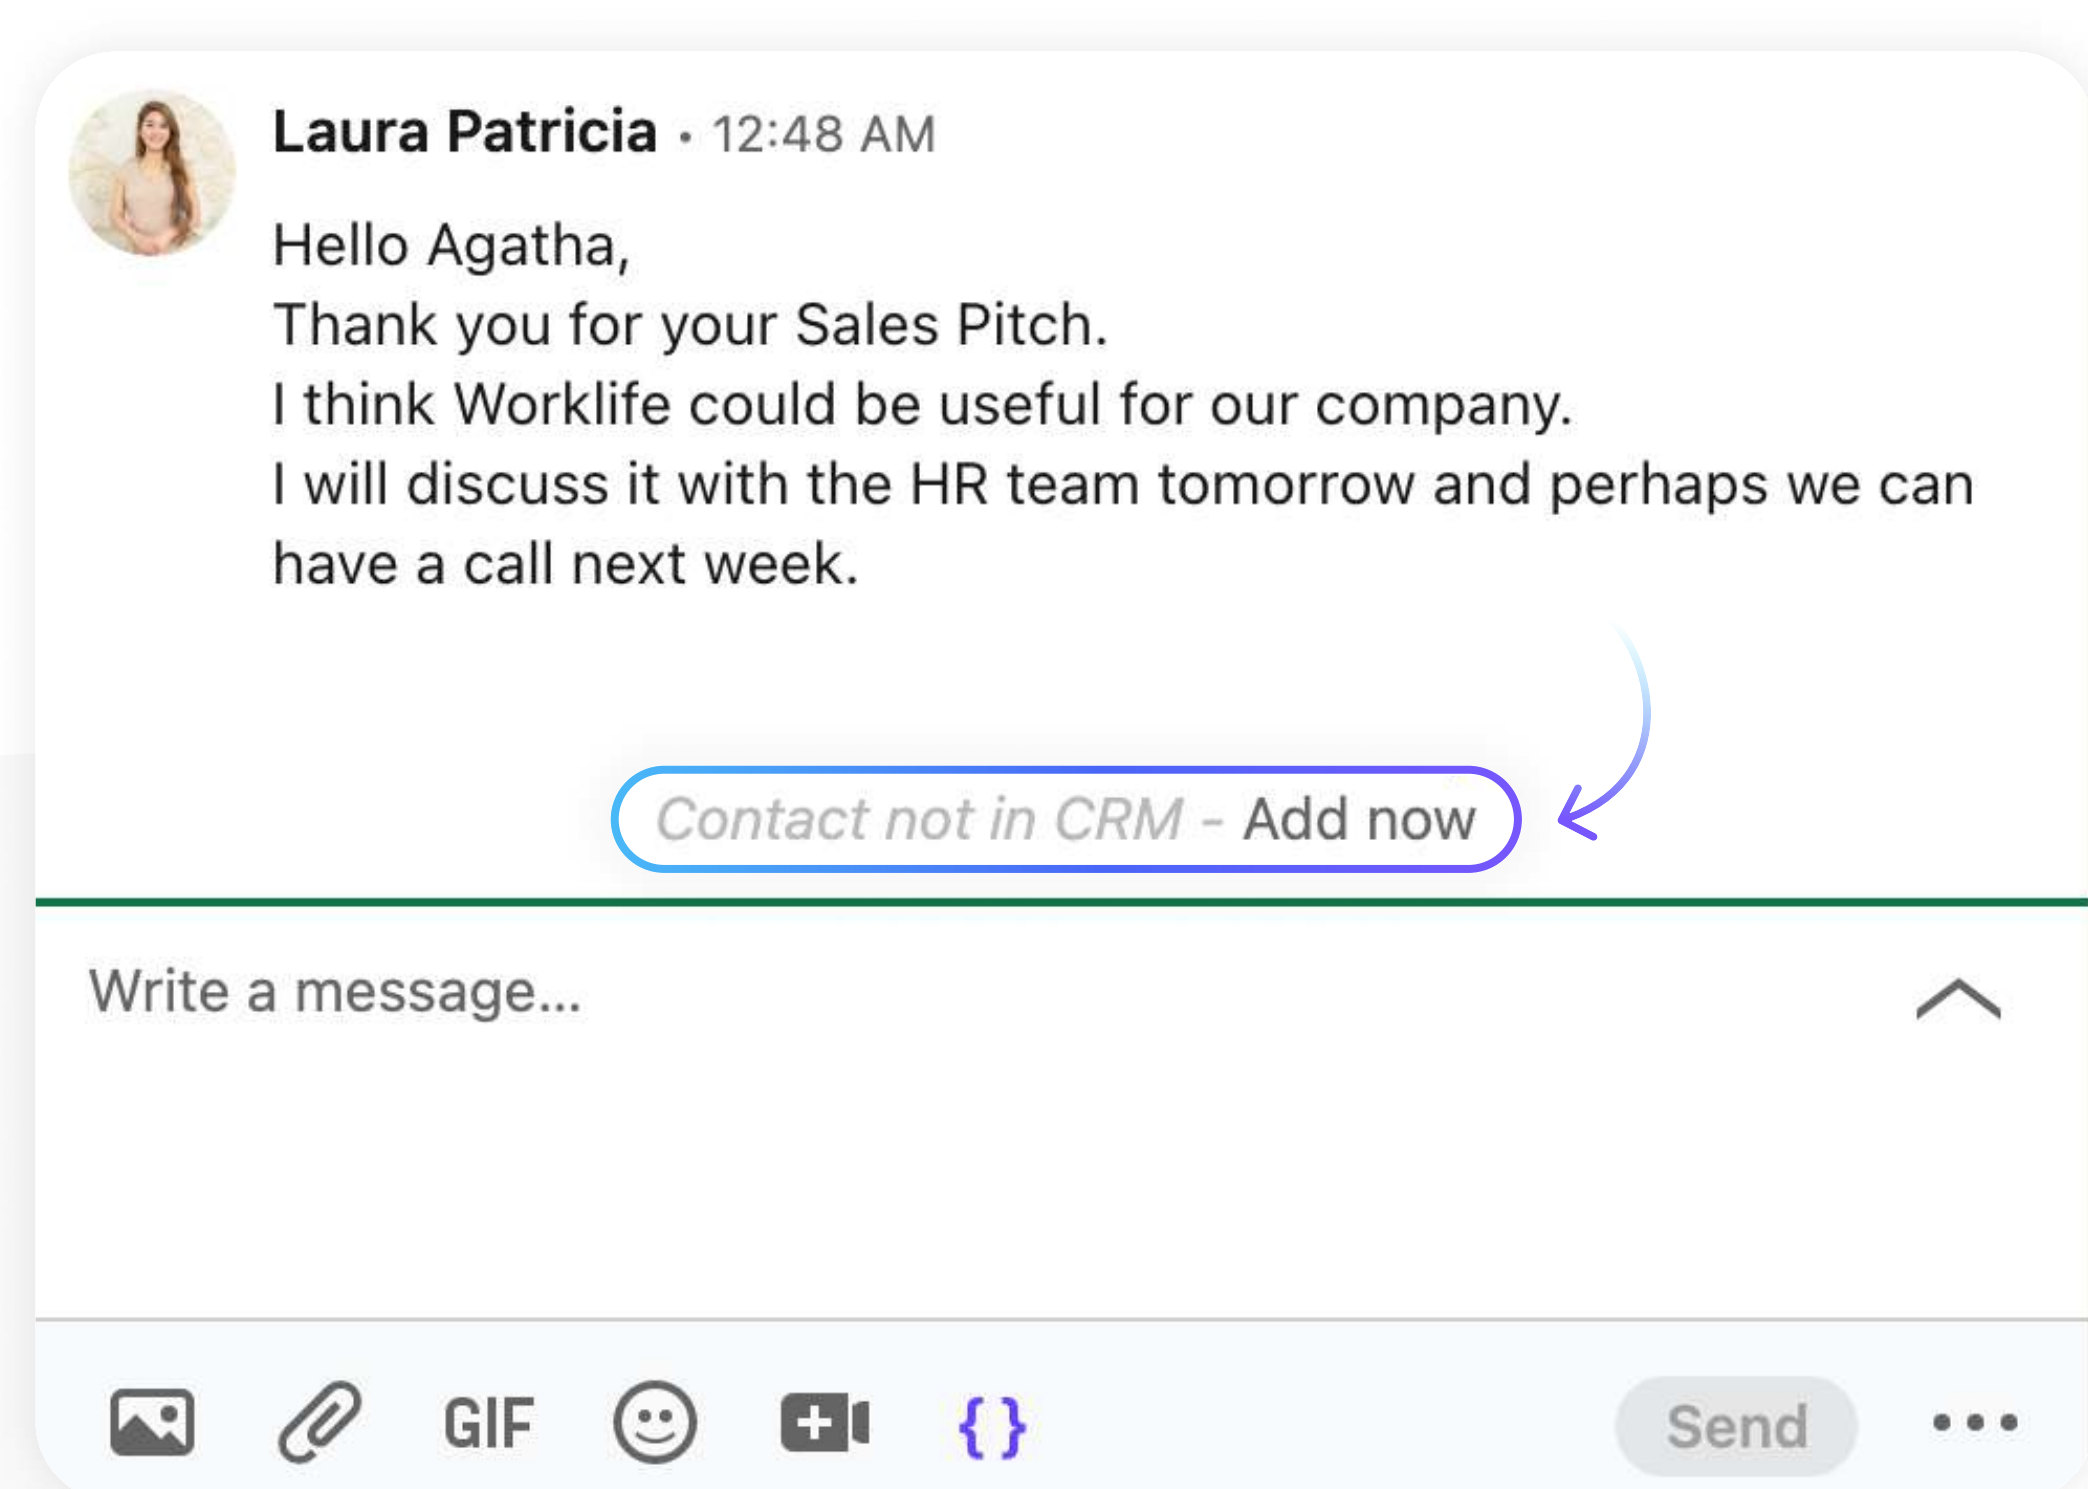 Laura Patricia • 12:48 AM
Hello Agatha,
Thank you for your Sales Pitch.
I think Worklife could be useful for our company.
I will discuss it with the HR team tomorrow and perhaps we can
have a call next week.
Contact not in CRM - Add now
Write a message...
GIF
{ }
Send